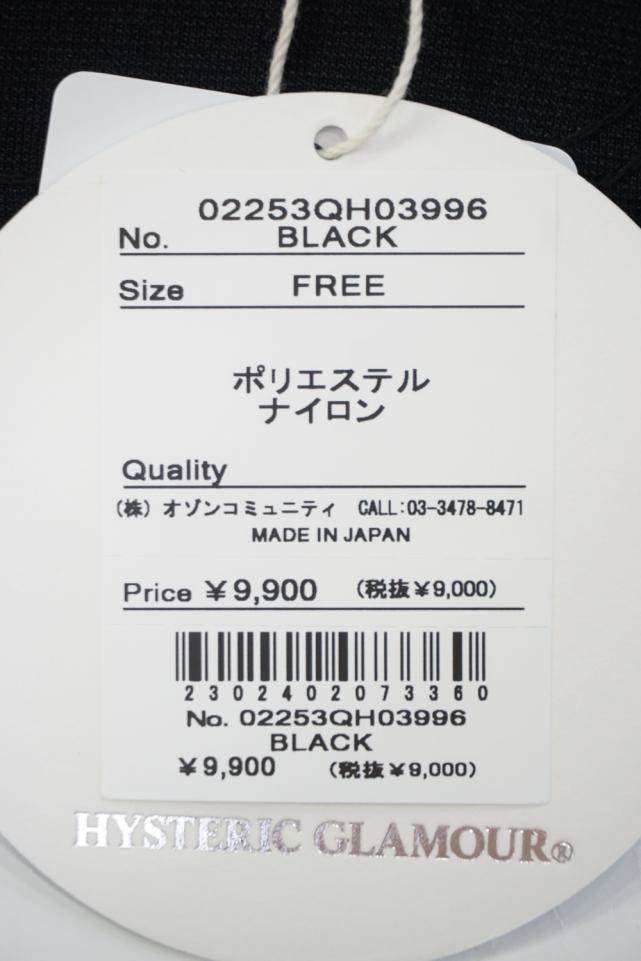 02253QH03996
No. BLACK
Size FREE
ポリエステル
ナイロン
Quality
(株) オゾンコミュニティ CALL:03-3478-8471
MADE IN JAPAN
Price ¥9,900 (税抜¥9,000)
2302402073360
No. 02253QH03996
BLACK
¥9,900 (税抜¥9,000)
HYSTERIC GLAMOUR®